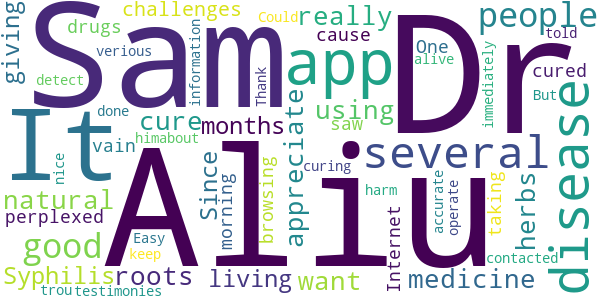 giving
drugs
challenges
verious
detect
Sam
information
Could
Thank
app
really
cause
people
told
Dr
One
alive
cured
immediately
But
It
vain
done
cure
himabout
months
using
saw
appreciate
several
disease
nice
natural
perplexed
good
Since
morning
browsing
Aliu
curing
harm
Internet
accurate
operate
taking
herbs
Syphilis
trou
testimonies
roots
Easy
keep
living
want
medicine
contacted